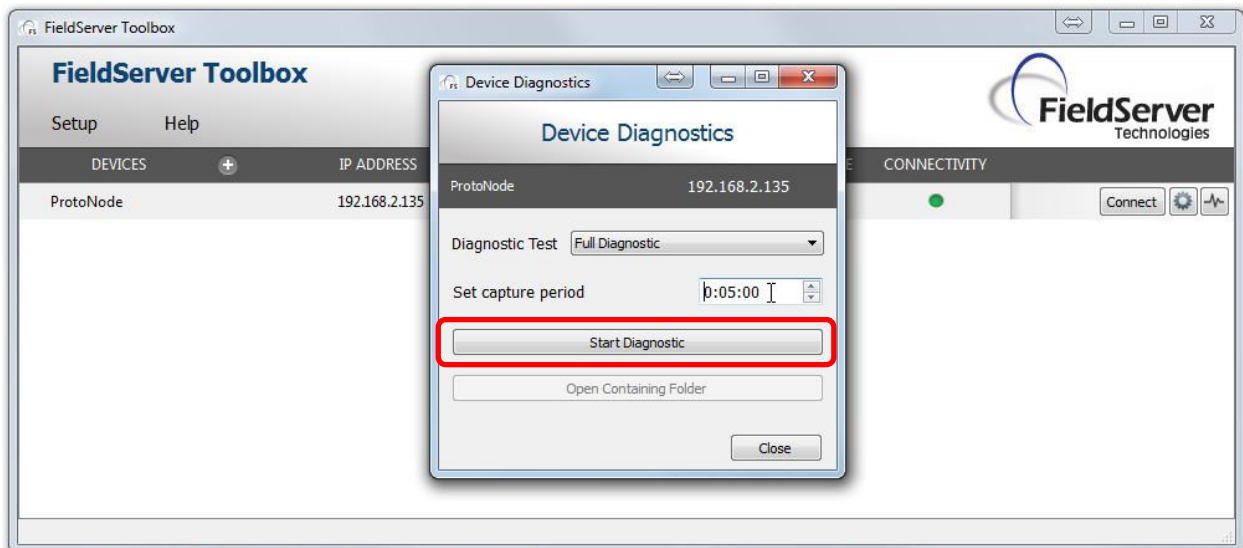 FieldServer Toolbox
FieldServer Toolbox
Setup Help
FieldServer
Technologies
DEVICES IP ADDRESS E CONNECTIVITY
ProtoNode 192.168.2.135 Connect
Device Diagnostics
Device Diagnostics
ProtoNode 192.168.2.135
Diagnostic Test Full Diagnostic
Set capture period 0:05:00
Start Diagnostic
Open Containing Folder
Close